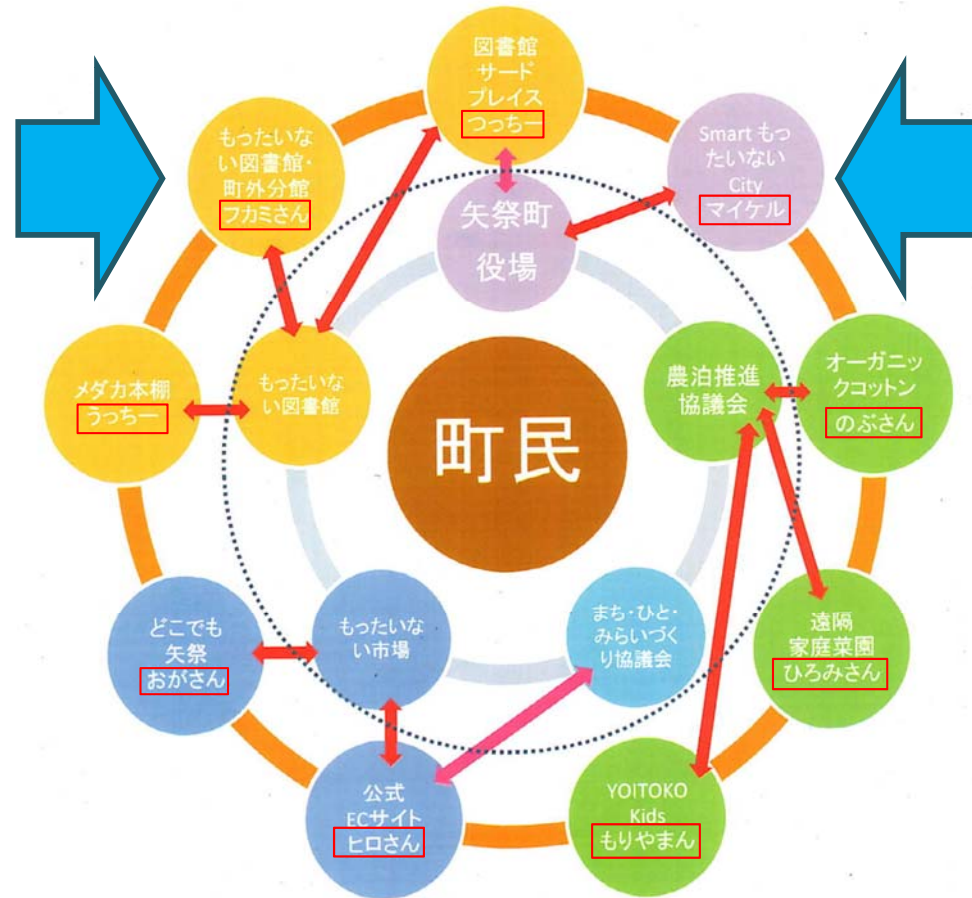 図書館
サード
プレイス
つっちー
もったいな
い図書館・
町外分館
フカミさん
Smart もっ
たいない
City
マイケル
矢祭町
役場
メダカ本棚
うっちー
もったいな
い図書館
農泊推進
協議会
オーガニッ
クコットン
のぶさん
町民
どこでも
矢祭
おがさん
もったいな
い市場
まち・ひと・
みらいづく
り協議会
遠隔
家庭菜園
ひろみさん
公式
ECサイト
ヒロさん
YOITOKO
Kids
もりやまん